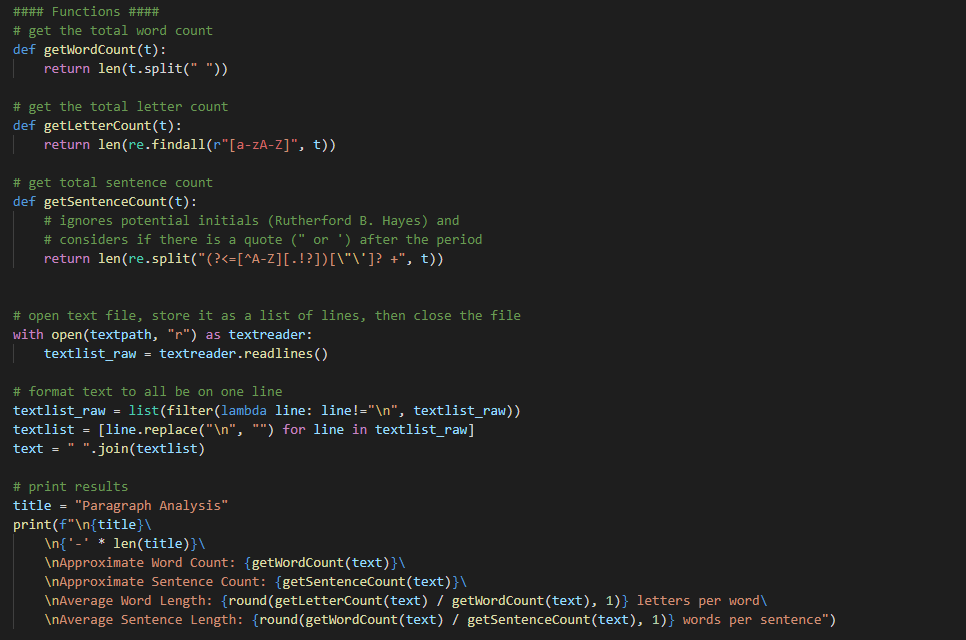 #### Functions ####
# get the total word count
def getWordCount(t):
    return len(t.split(" "))
# get the total letter count
def getLetterCount(t):
    return len(re.findall(r"[a-zA-Z]", t))
# get total sentence count
def getSentenceCount(t):
    # ignores potential initials (Rutherford B. Hayes) and
    # considers if there is a quote (" or ') after the period
    return len(re.split("(?<=[^A-Z][.!?])[\"\']? +", t))
# open text file, store it as a list of lines, then close the file
with open(textpath, "r") as textreader:
    textlist_raw = textreader.readlines()
# format text to all be on one line
textlist_raw = list(filter(lambda line: line!="\n", textlist_raw))
textlist = [line.replace("\n", "") for line in textlist_raw]
text = " ".join(textlist)
# print results
title = "Paragraph Analysis"
print(f"\n{title}\
    \n{'-' * len(title)}\
    \nApproximate Word Count: {getWordCount(text)}\
    \nApproximate Sentence Count: {getSentenceCount(text)}\
    \nAverage Word Length: {round(getLetterCount(text) / getWordCount(text), 1)} letters per word\
    \nAverage Sentence Length: {round(getWordCount(text) / getSentenceCount(text), 1)} words per sentence")